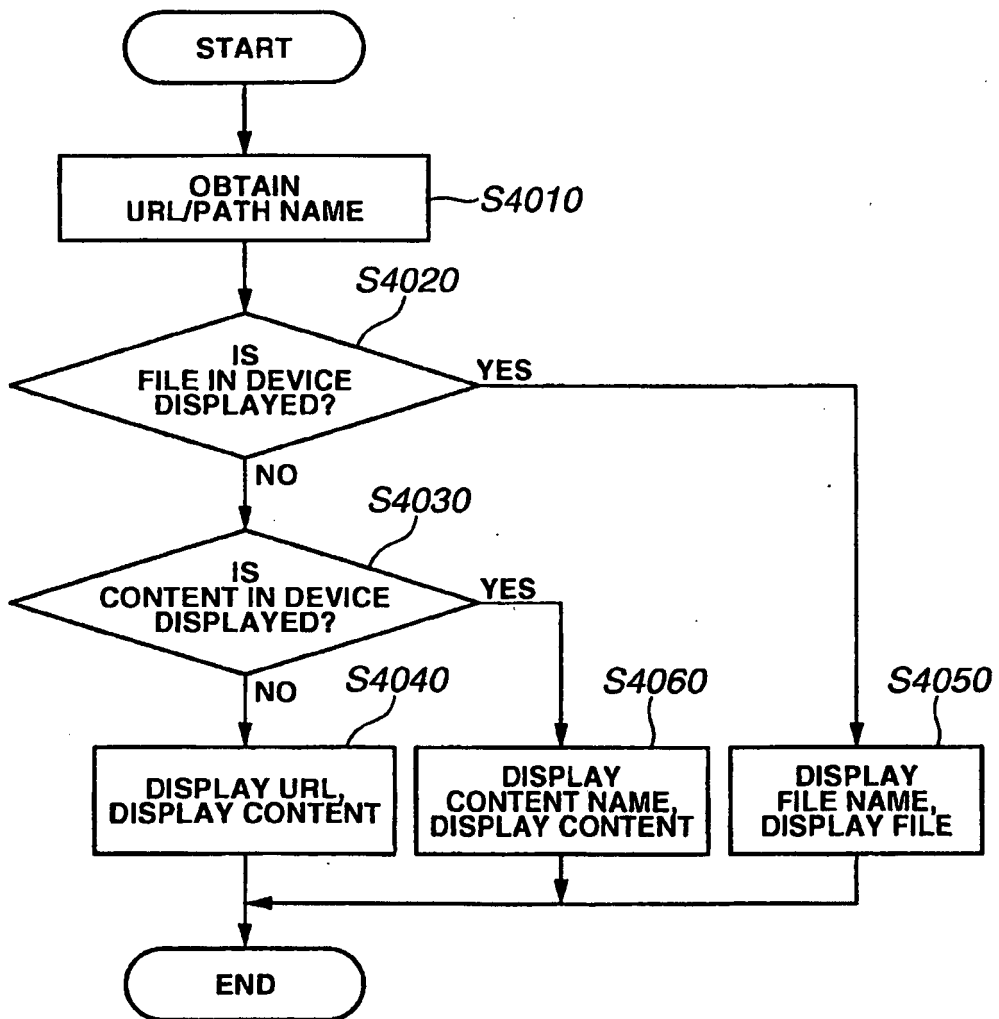 START
OBTAIN
URL/PATH NAME
S4010
S4020
IS
FILE IN DEVICE
DISPLAYED?
YES
NO
S4030
IS
CONTENT IN DEVICE
DISPLAYED?
YES
NO
S4040
S4060
S4050
DISPLAY URL,
DISPLAY CONTENT
DISPLAY
CONTENT NAME,
DISPLAY CONTENT
DISPLAY
FILE NAME,
DISPLAY FILE
END